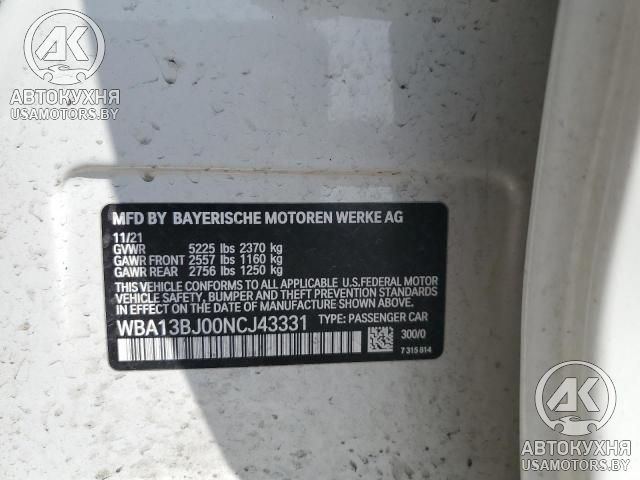 AK
АВТОКУХНЯ
USAMOTORS.BY
MFD BY BAYERISCHE MOTOREN WERKE AG
11/21
GVWR 5225 lbs 2370 kg
GAWR FRONT 2557 lbs 1160 kg
GAWR REAR 2756 lbs 1250 kg
THIS VEHICLE CONFORMS TO ALL APPLICABLE U.S.FEDERAL MOTOR
VEHICLE SAFETY, BUMPER, AND THEFT PREVENTION STANDARDS
IN EFFECT ON THE DATE OF MANUFACTURE SHOWN ABOVE.
WBA13BJ00NCJ43331 TYPE: PASSENGER CAR
300/0
7 315 814
AK
АВТОКУХНЯ
USAMOTORS.BY